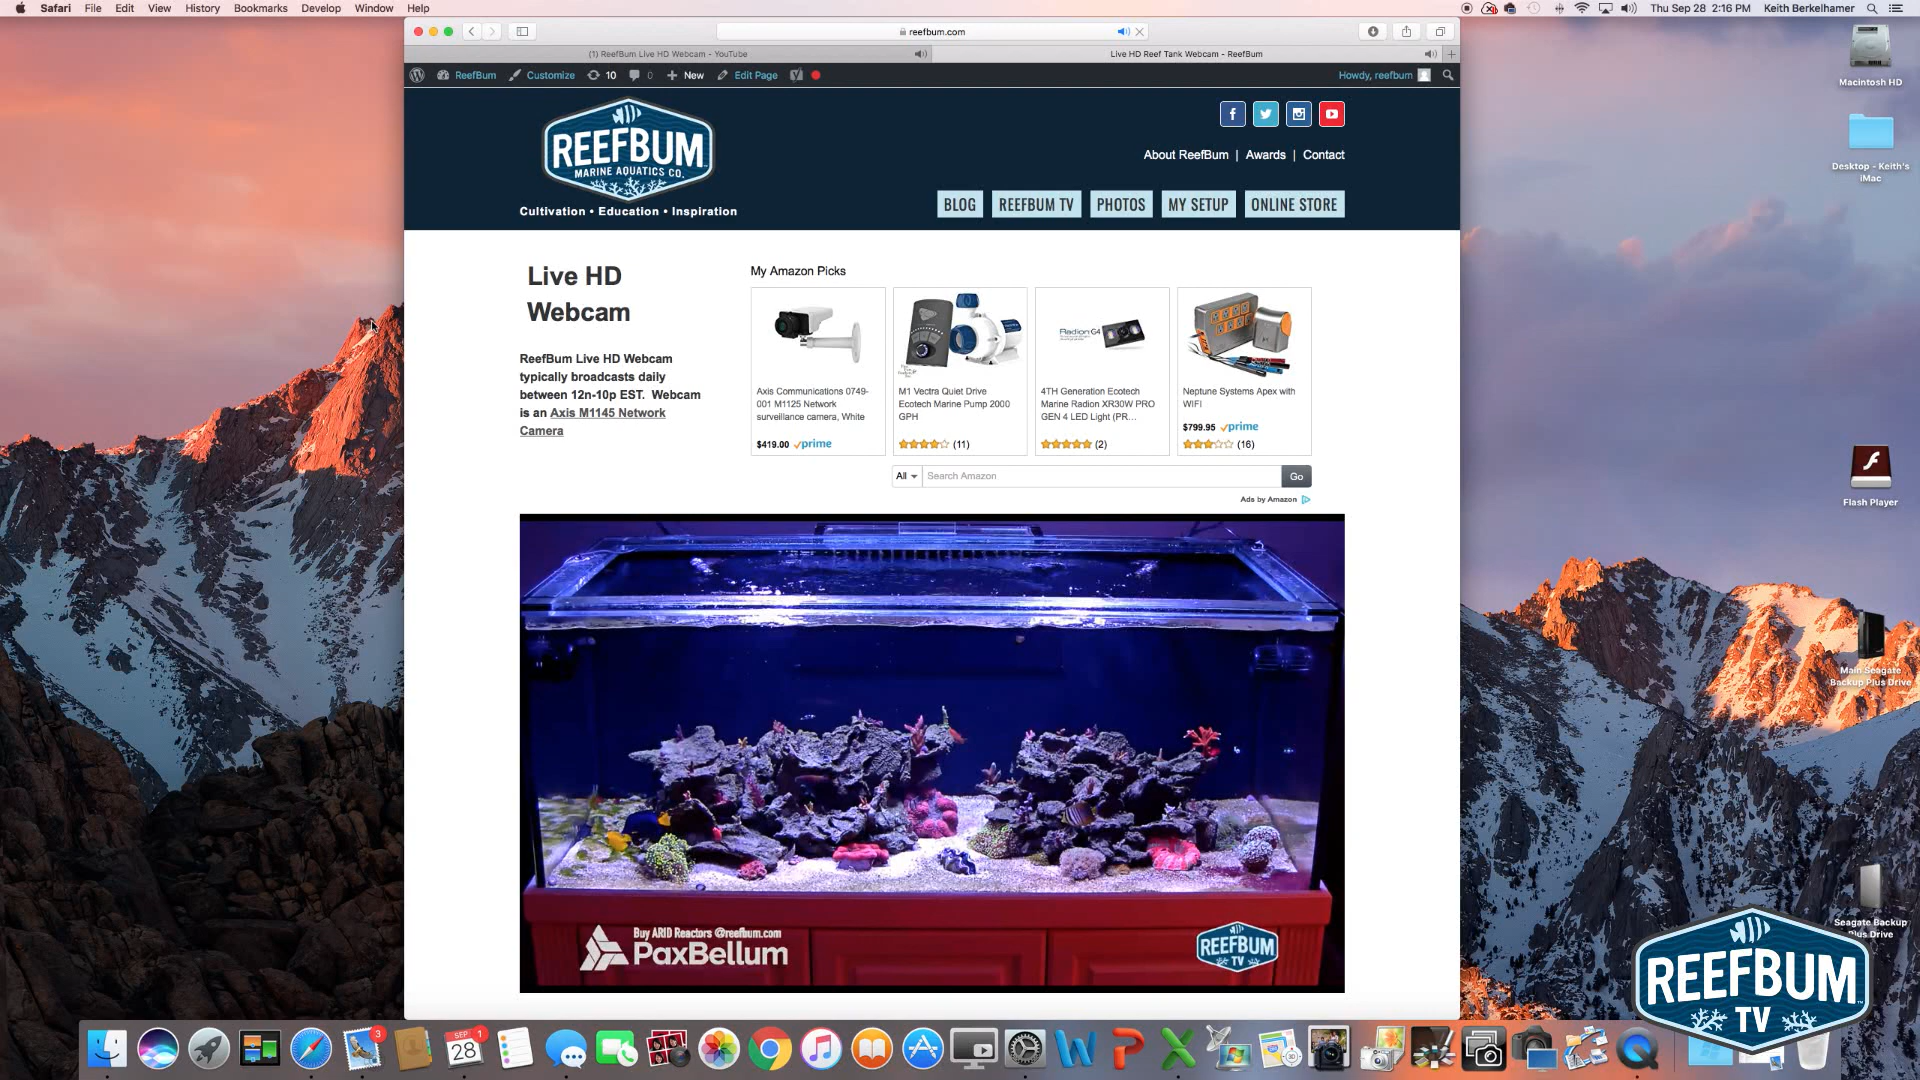 Safari File Edit View History Bookmarks Develop Window Help
Thu Sep 28 2:16 PM Keith Berkelhamer
reefbum.com
(1) ReefBum Live HD Webcam - YouTube
Live HD Reef Tank Webcam - ReefBum
ReefBum Customize 10 0 New Edit Page
Howdy, reefbum
REEFBUM
MARINE AQUATICS CO.
Cultivation • Education • Inspiration
About ReefBum | Awards | Contact
BLOG REEFBUM TV PHOTOS MY SETUP ONLINE STORE
Live HD
Webcam
ReefBum Live HD Webcam
typically broadcasts daily
between 12n-10p EST. Webcam
is an Axis M1145 Network
Camera
My Amazon Picks
Axis Communications 0749-
001 M1125 Network
surveillance camera, White
$419.00 prime
M1 Vectra Quiet Drive
Ecotech Marine Pump 2000
GPH
(11)
Radion G4
4TH Generation Ecotech
Marine Radion XR30W PRO
GEN 4 LED Light (PR...
(2)
Neptune Systems Apex with
WIFI
$799.95 prime
(16)
All Search Amazon Go
Ads by Amazon
Buy ARID Reactors @reefbum.com
PaxBellum
REEFBUM
TV
Macintosh HD
Desktop - Keith's
iMac
Flash Player
Main Seagate
Backup Plus Drive
Seagate Backup
Plus Drive
REEFBUM
TV
3
SEP
28
1